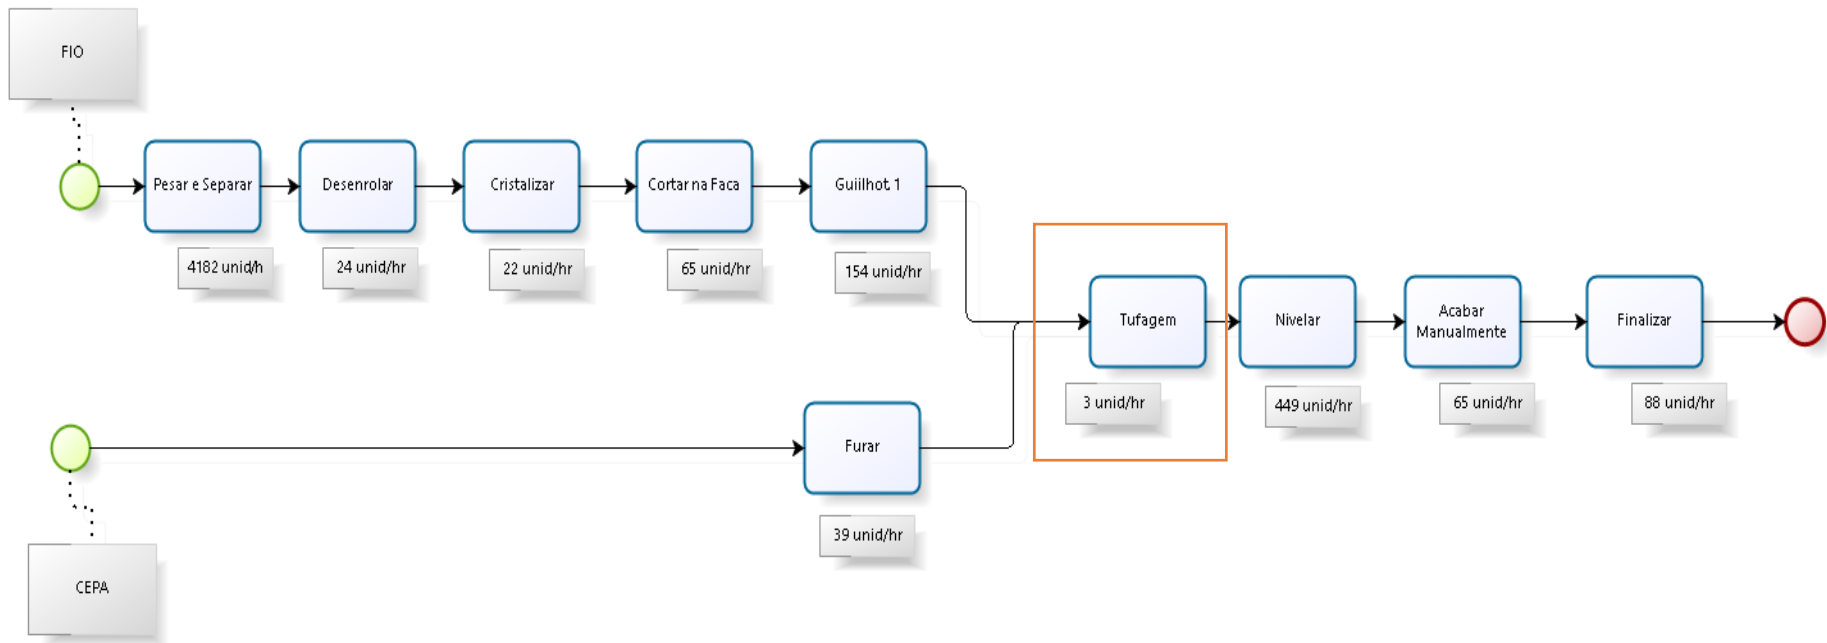 FIO
Pesar e Separar
Desenrolar
Cristalizar
Cortar na Faca
Guiilhot. 1
4182 unid/h
24 unid/hr
22 unid/hr
65 unid/hr
154 unid/hr
Tufagem
Nivelar
Acabar
Manualmente
Finalizar
3 unid/hr
449 unid/hr
65 unid/hr
88 unid/hr
Furar
39 unid/hr
CEPA